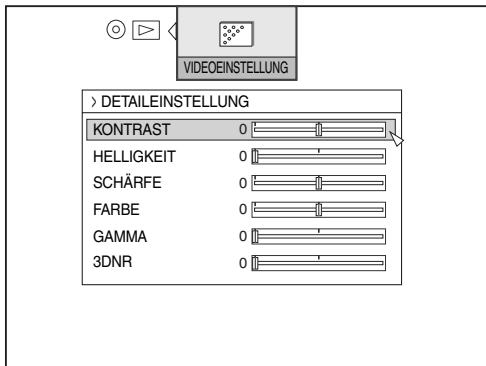 VIDEOEINSTELLUNG
> DETAILEINSTELLUNG
KONTRAST 0
HELLIGKEIT 0
SCHÄRFE 0
FARBE 0
GAMMA 0
3DNR 0